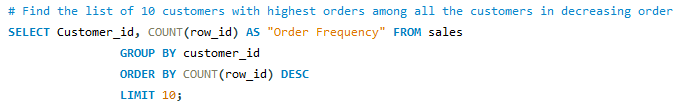 # Find the list of 10 customers with highest orders among all the customers in decreasing order
SELECT Customer_id, COUNT(row_id) AS "Order Frequency" FROM sales
GROUP BY customer_id
ORDER BY COUNT(row_id) DESC
LIMIT 10;